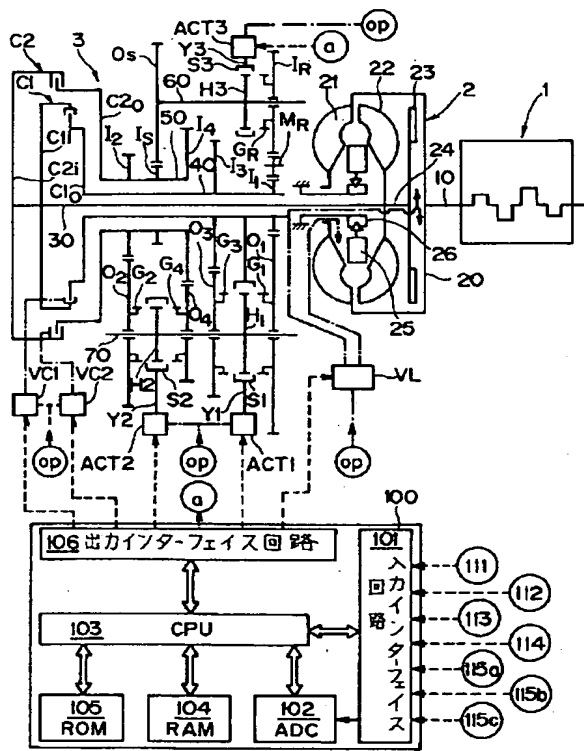 ACT3
op
C2
3
Os
Y3
S3
a
C1
60
H3
IR
21
22
23
2
1
C2o
I2
Is
50
I4
GR
MR
C1i
C2i
40
I3
I1
24
10
C1o
30
26
O3
O1
O2
G2
G4
G3
G1
25
20
O4
H1
70
VC1
VC2
H2
S2
S1
VL
Y2
Y1
op
ACT2
op
ACT1
op
a
100
106 出力インターフェイス回路
101
入力インターフェイス回路
111
112
103 CPU
113
114
115a
115b
105 ROM
104 RAM
102 ADC
115c